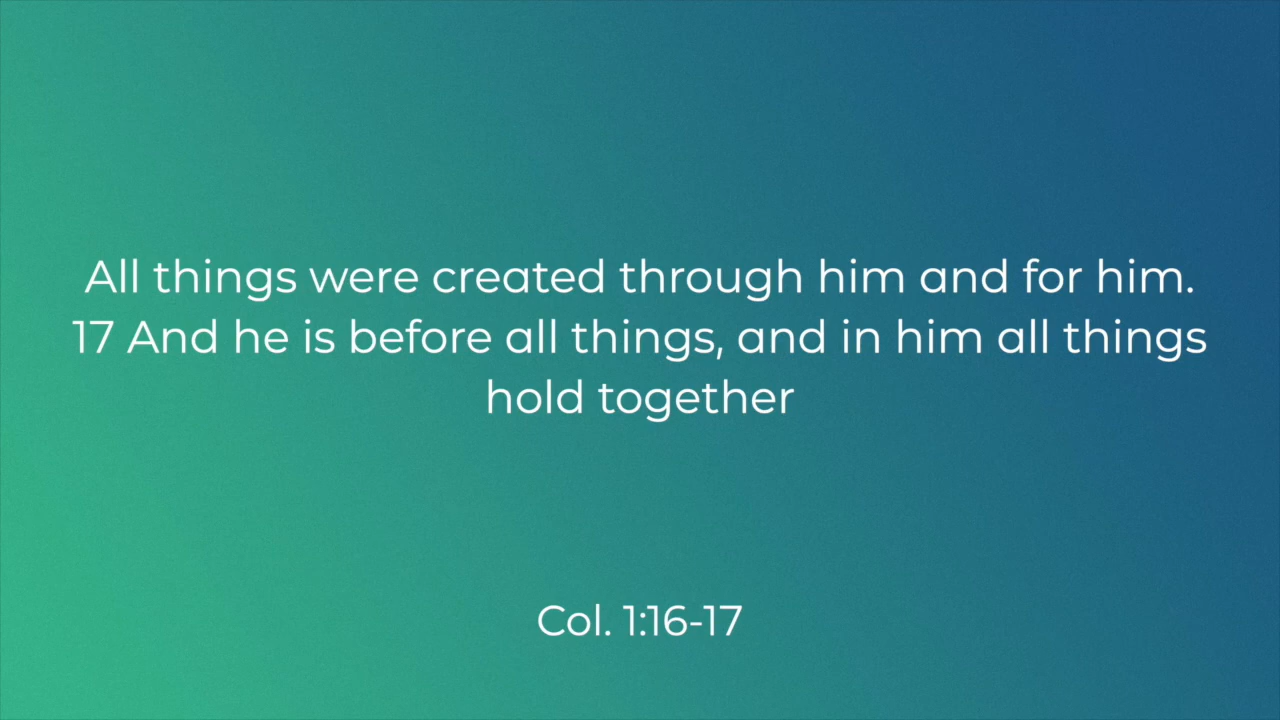 All things were created through him and for him.
17 And he is before all things, and in him all things
hold together
Col. 1:16-17